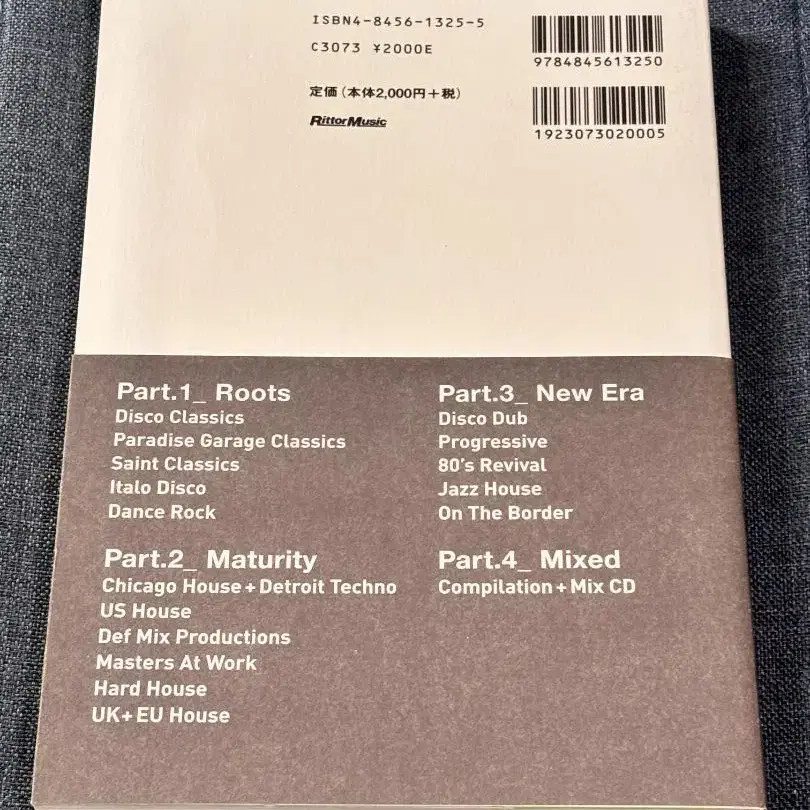 ISBN4-8456-1325-5
C3073 ¥2000E
定価(本体2,000円+税)
RittorMusic
9784845613250
1923073020005
Part.1_ Roots
Disco Classics
Paradise Garage Classics
Saint Classics
Italo Disco
Dance Rock
Part.2_ Maturity
Chicago House+Detroit Techno
US House
Def Mix Productions
Masters At Work
Hard House
UK+EU House
Part.3_ New Era
Disco Dub
Progressive
80's Revival
Jazz House
On The Border
Part.4_ Mixed
Compilation+Mix CD